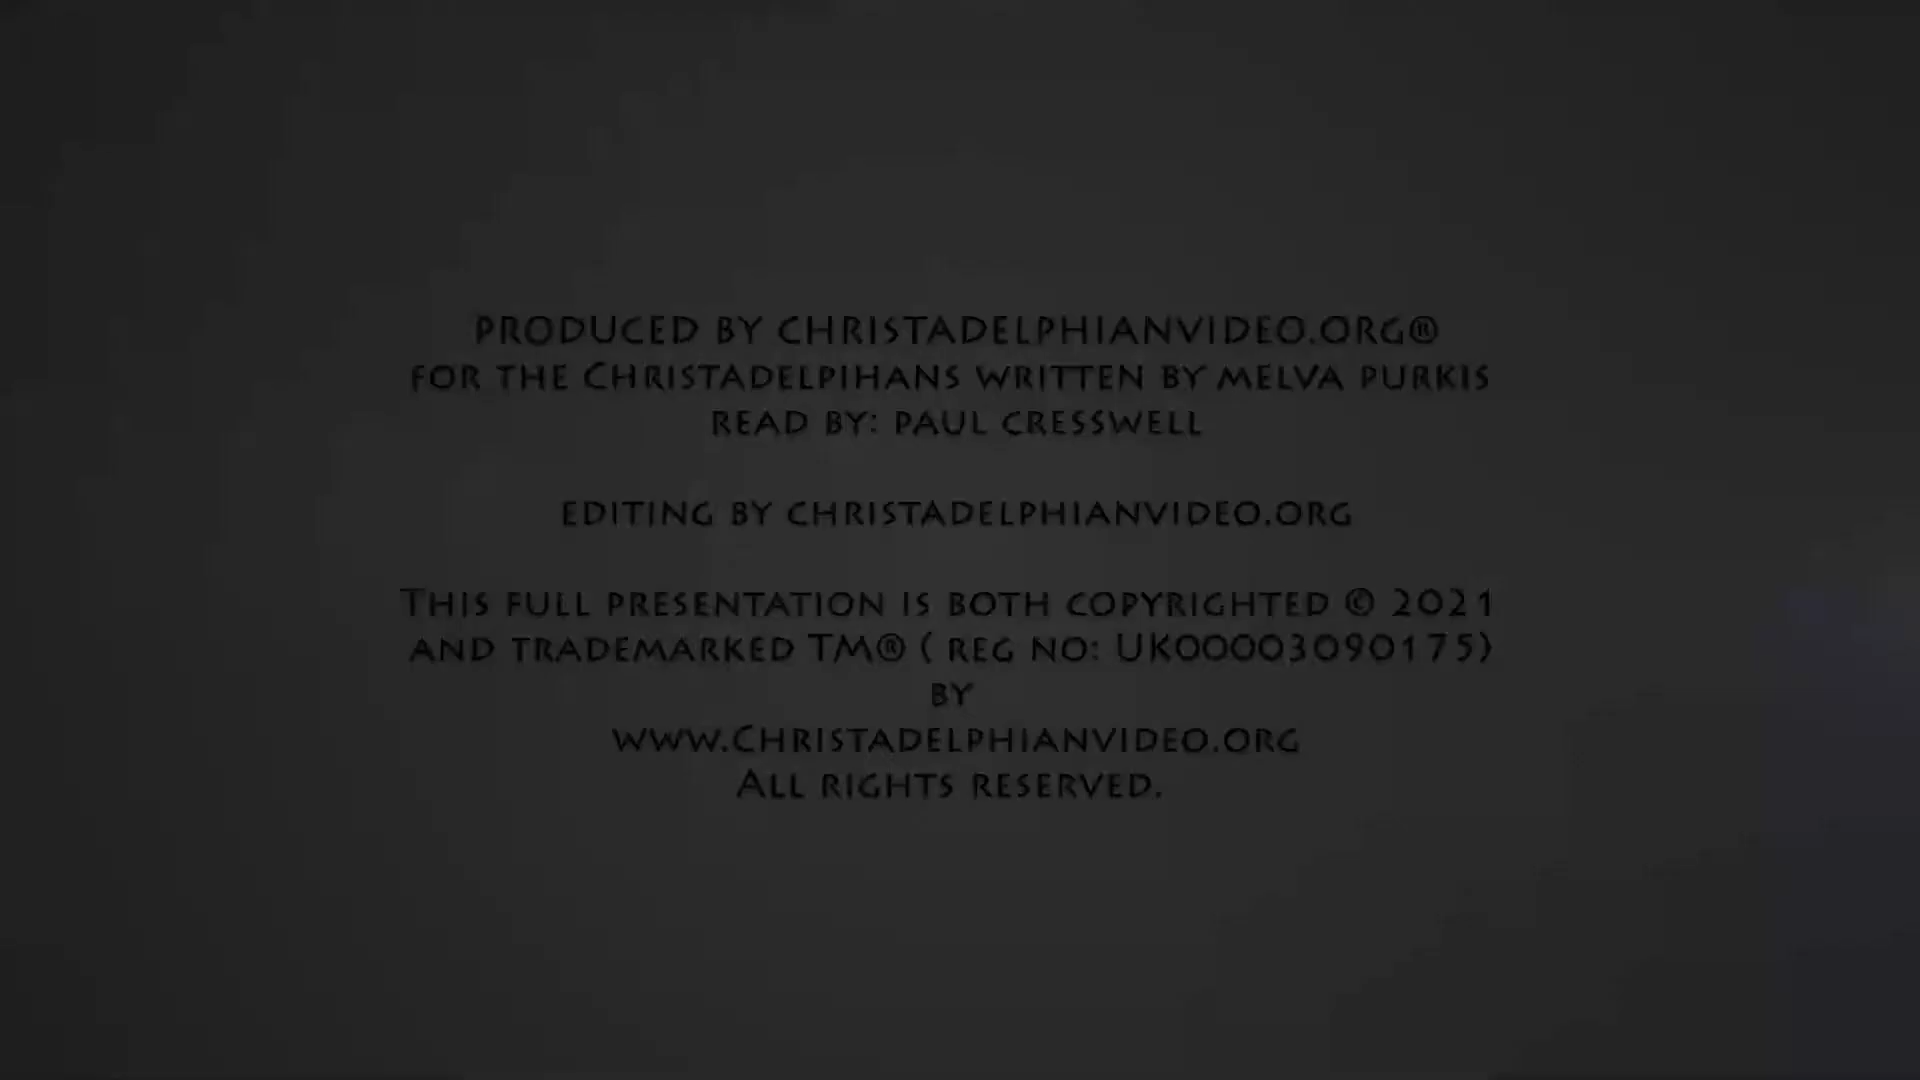 PRODUCED BY CHRISTADELPHIANVIDEO.ORG®
FOR THE CHRISTADELPIHANS WRITTEN BY MELVA PURKIS
READ BY: PAUL CRESSWELL
EDITING BY CHRISTADELPHIANVIDEO.ORG
THIS FULL PRESENTATION IS BOTH COPYRIGHTED © 2021
AND TRADEMARKED TM® ( REG NO: UK00003090175)
BY
WWW.CHRISTADELPHIANVIDEO.ORG
ALL RIGHTS RESERVED.